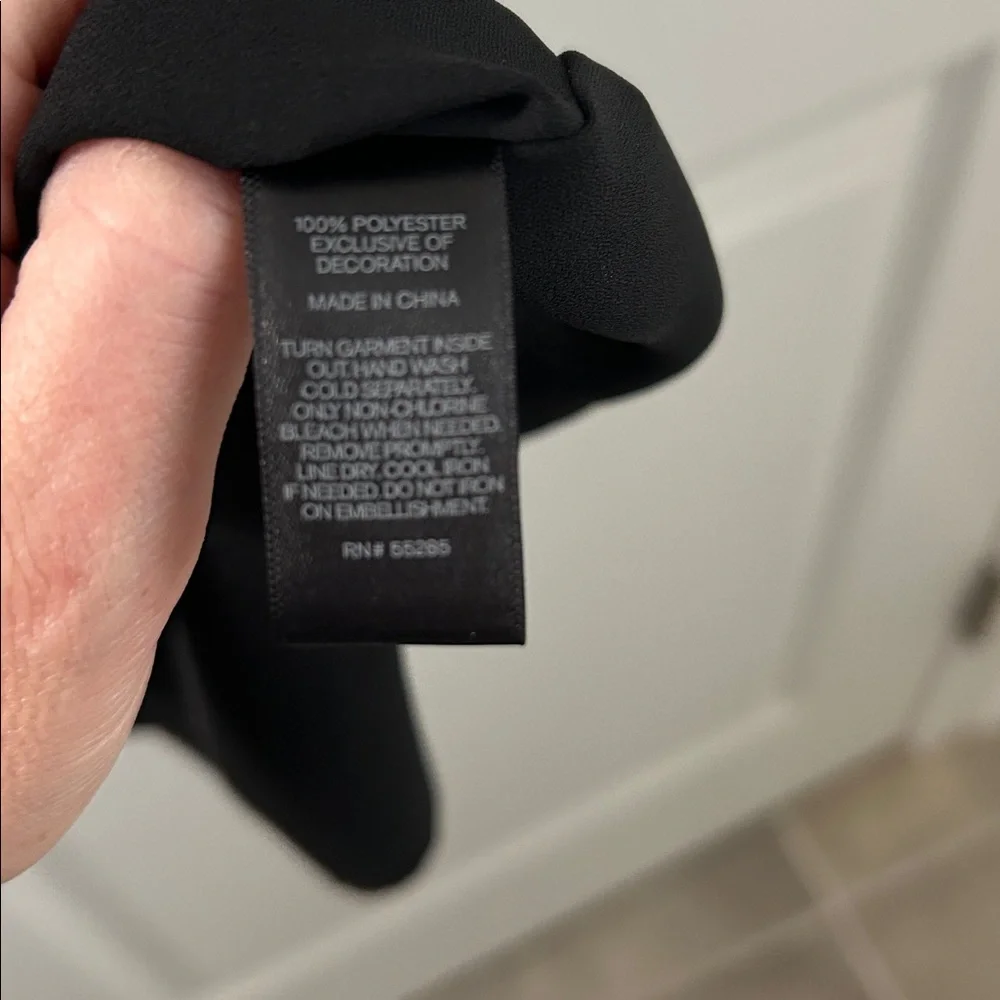 100% POLYESTER
EXCLUSIVE OF
DECORATION
MADE IN CHINA
TURN GARMENT INSIDE
OUT. HAND WASH
COLD SEPARATELY.
ONLY NON-CHLORINE
BLEACH WHEN NEEDED.
REMOVE PROMPTLY.
LINE DRY. COOL IRON
IF NEEDED. DO NOT IRON
ON EMBELLISHMENT.
RN# 55285